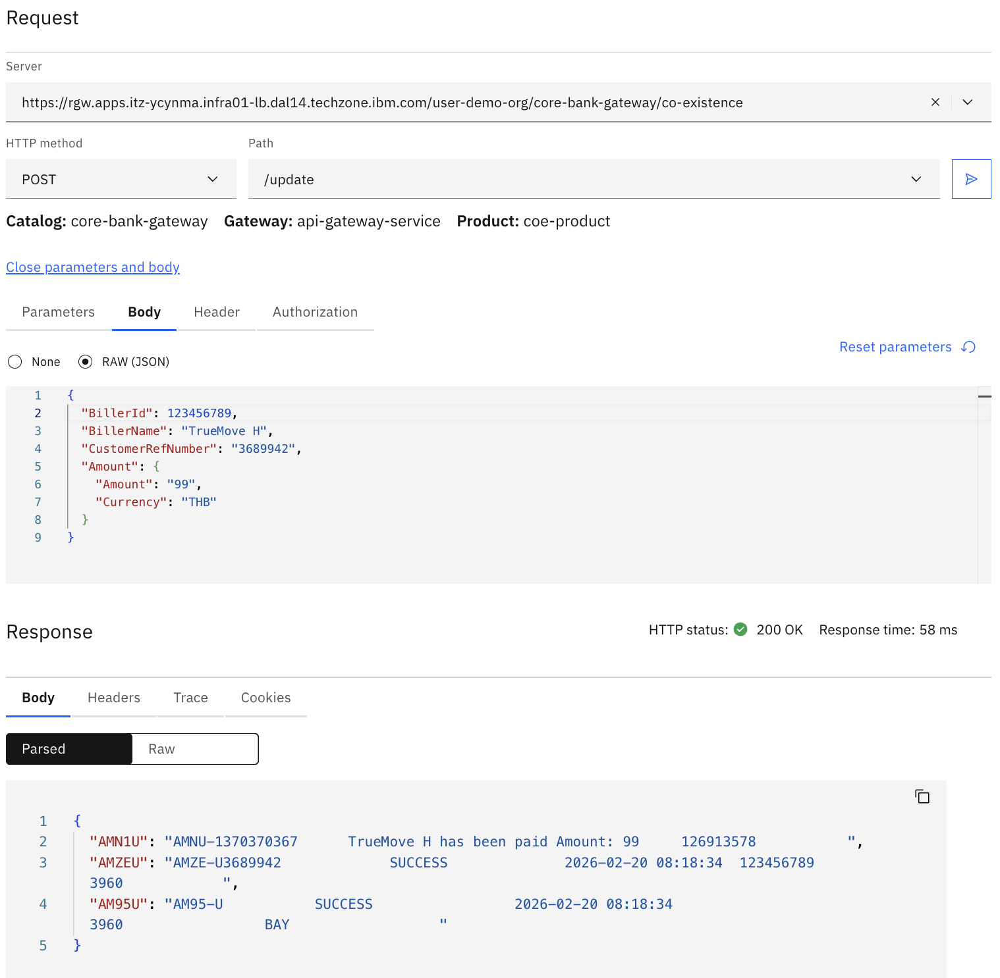 Request
Server
https://rgw.apps.itz-ycynma.infra01-lb.dal14.techzone.ibm.com/user-demo-org/core-bank-gateway/co-existence
HTTP method Path
POST /update
Catalog: core-bank-gateway Gateway: api-gateway-service Product: coe-product
Close parameters and body
Parameters Body Header Authorization
Reset parameters
None RAW (JSON)
1 {
2 "BillerId": 123456789,
3 "BillerName": "TrueMove H",
4 "CustomerRefNumber": "3689942",
5 "Amount": {
6 "Amount": "99",
7 "Currency": "THB"
8 }
9 }
Response HTTP status: 200 OK Response time: 58 ms
Body Headers Trace Cookies
Parsed Raw
1 {
2 "AMN1U": "AMNU-1370370367      TrueMove H has been paid Amount: 99     126913578           ",
3 "AMZEU": "AMZE-U3689942             SUCCESS              2026-02-20 08:18:34  123456789
3960            ",
4 "AM95U": "AM95-U           SUCCESS                 2026-02-20 08:18:34
3960                 BAY                  "
5 }